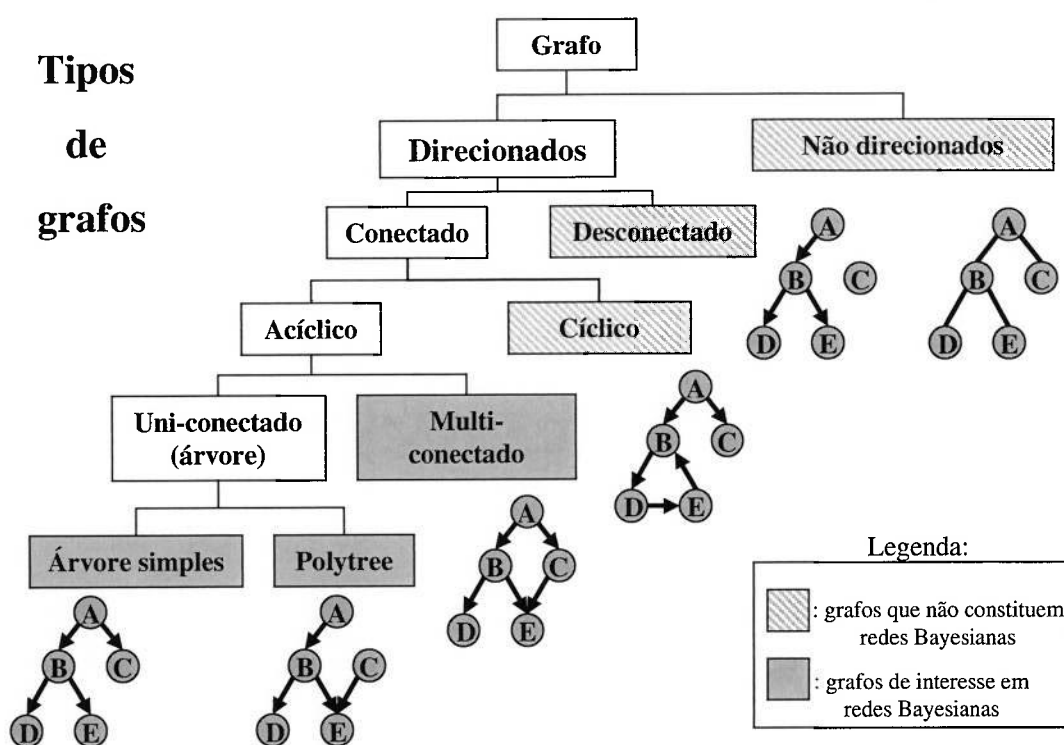 Tipos
de
grafos
Grafo
Direcionados
Não direcionados
Conectado
Desconectado
Acíclico
Cíclico
Uni-conectado
(árvore)
Multi-
conectado
Árvore simples
Polytree
A
B
C
D
E
A
B
C
D
E
A
B
C
D
E
A
B
C
D
E
A
B
C
D
E
A
B
C
D
E
Legenda:
: grafos que não constituem
redes Bayesianas
: grafos de interesse em
redes Bayesianas